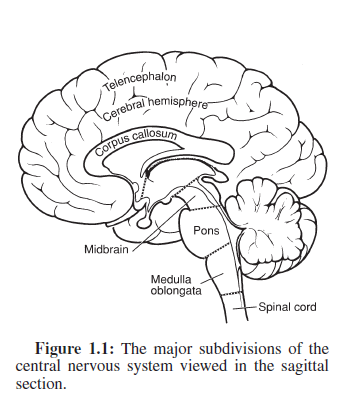 Telencephalon
Cerebral hemisphere
Corpus callosum
Midbrain
Pons
Medulla
oblongata
Spinal cord
Figure 1.1: The major subdivisions of the
central nervous system viewed in the sagittal
section.